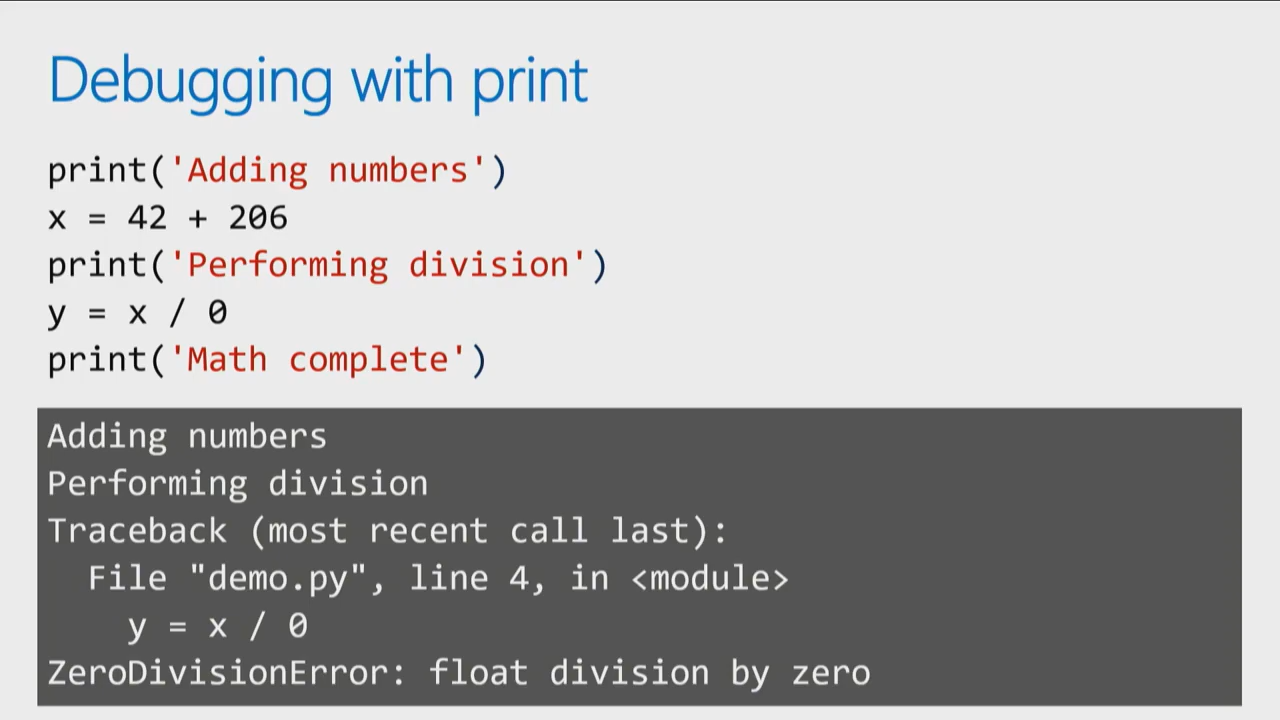 Debugging with print
print('Adding numbers')
x = 42 + 206
print('Performing division')
y = x / 0
print('Math complete')
Adding numbers
Performing division
Traceback (most recent call last):
  File "demo.py", line 4, in <module>
    y = x / 0
ZeroDivisionError: float division by zero